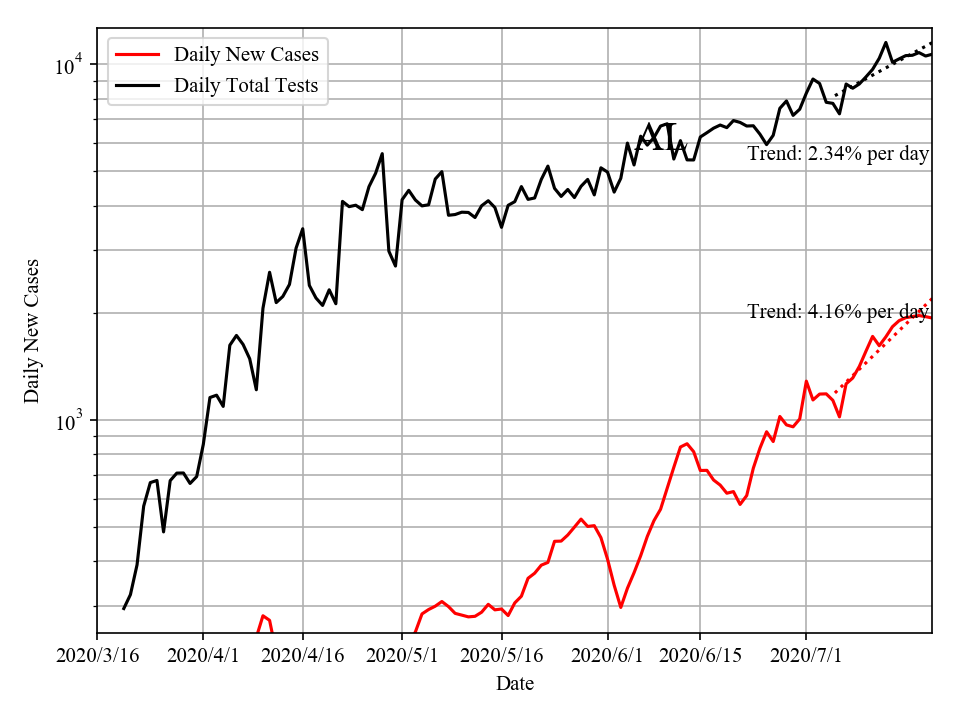 Daily New Cases
Daily Total Tests
10^4
AL
Trend: 2.34% per day
Trend: 4.16% per day
10^3
Daily New Cases
2020/3/16 2020/4/1 2020/4/16 2020/5/1 2020/5/16 2020/6/1 2020/6/15 2020/7/1
Date